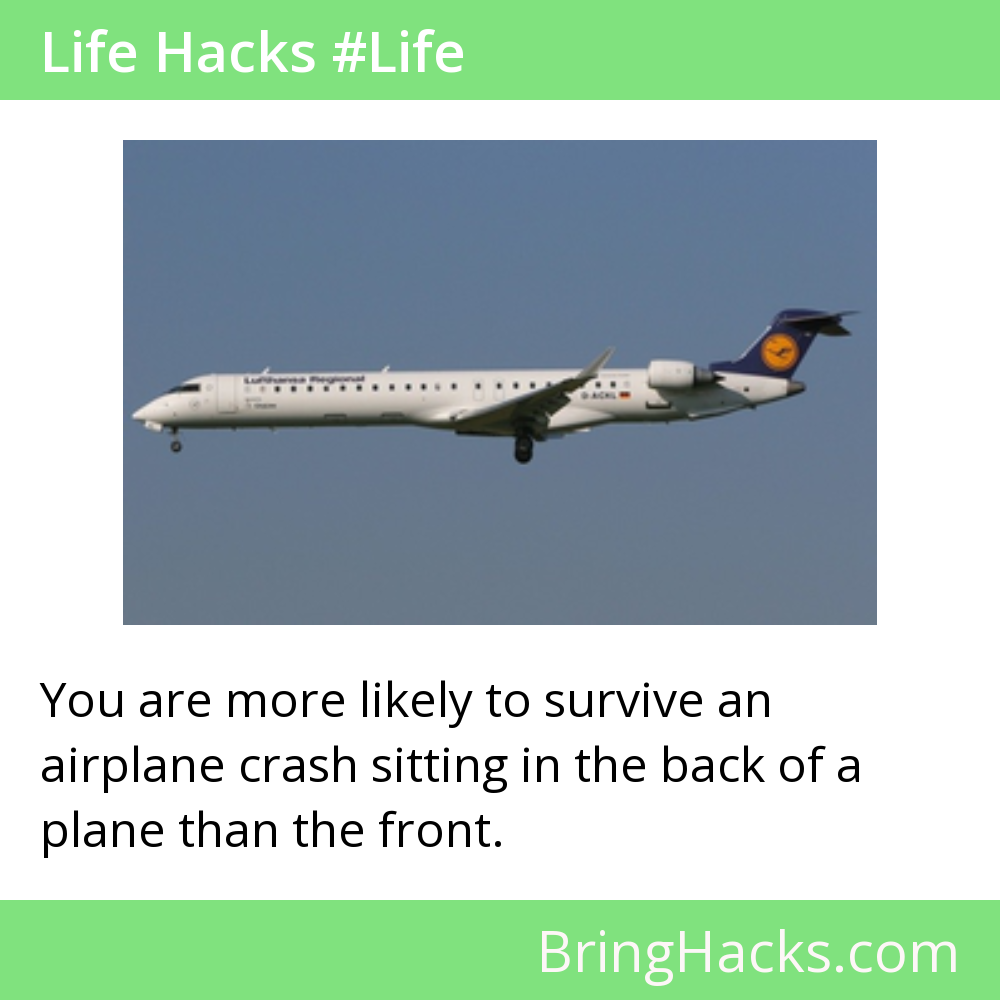 Life Hacks #Life
Lufthansa Regional
D-ACKL
You are more likely to survive an
airplane crash sitting in the back of a
plane than the front.
BringHacks.com